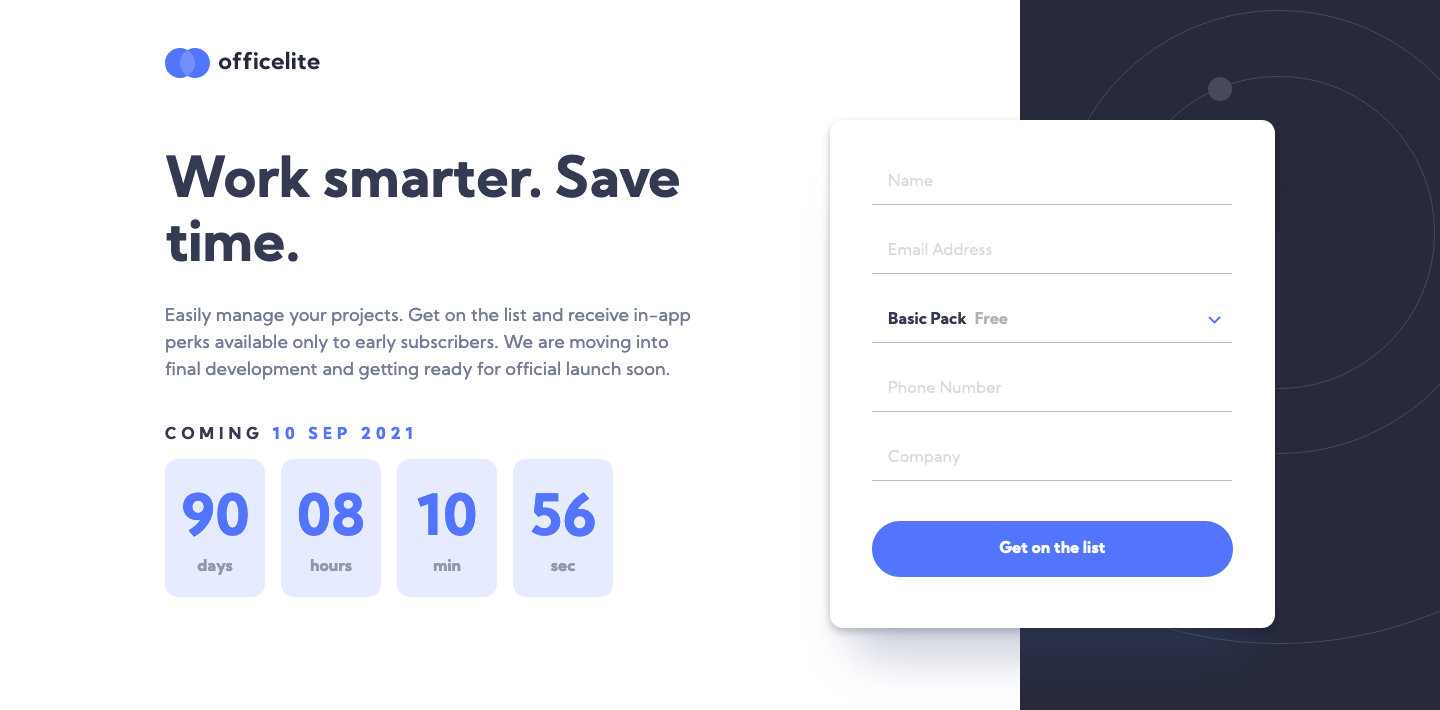 officelite
Work smarter. Save
time.
Easily manage your projects. Get on the list and receive in-app
perks available only to early subscribers. We are moving into
final development and getting ready for official launch soon.
COMING 10 SEP 2021
90 08 10 56
days hours min sec
Name
Email Address
Basic Pack Free
Phone Number
Company
Get on the list